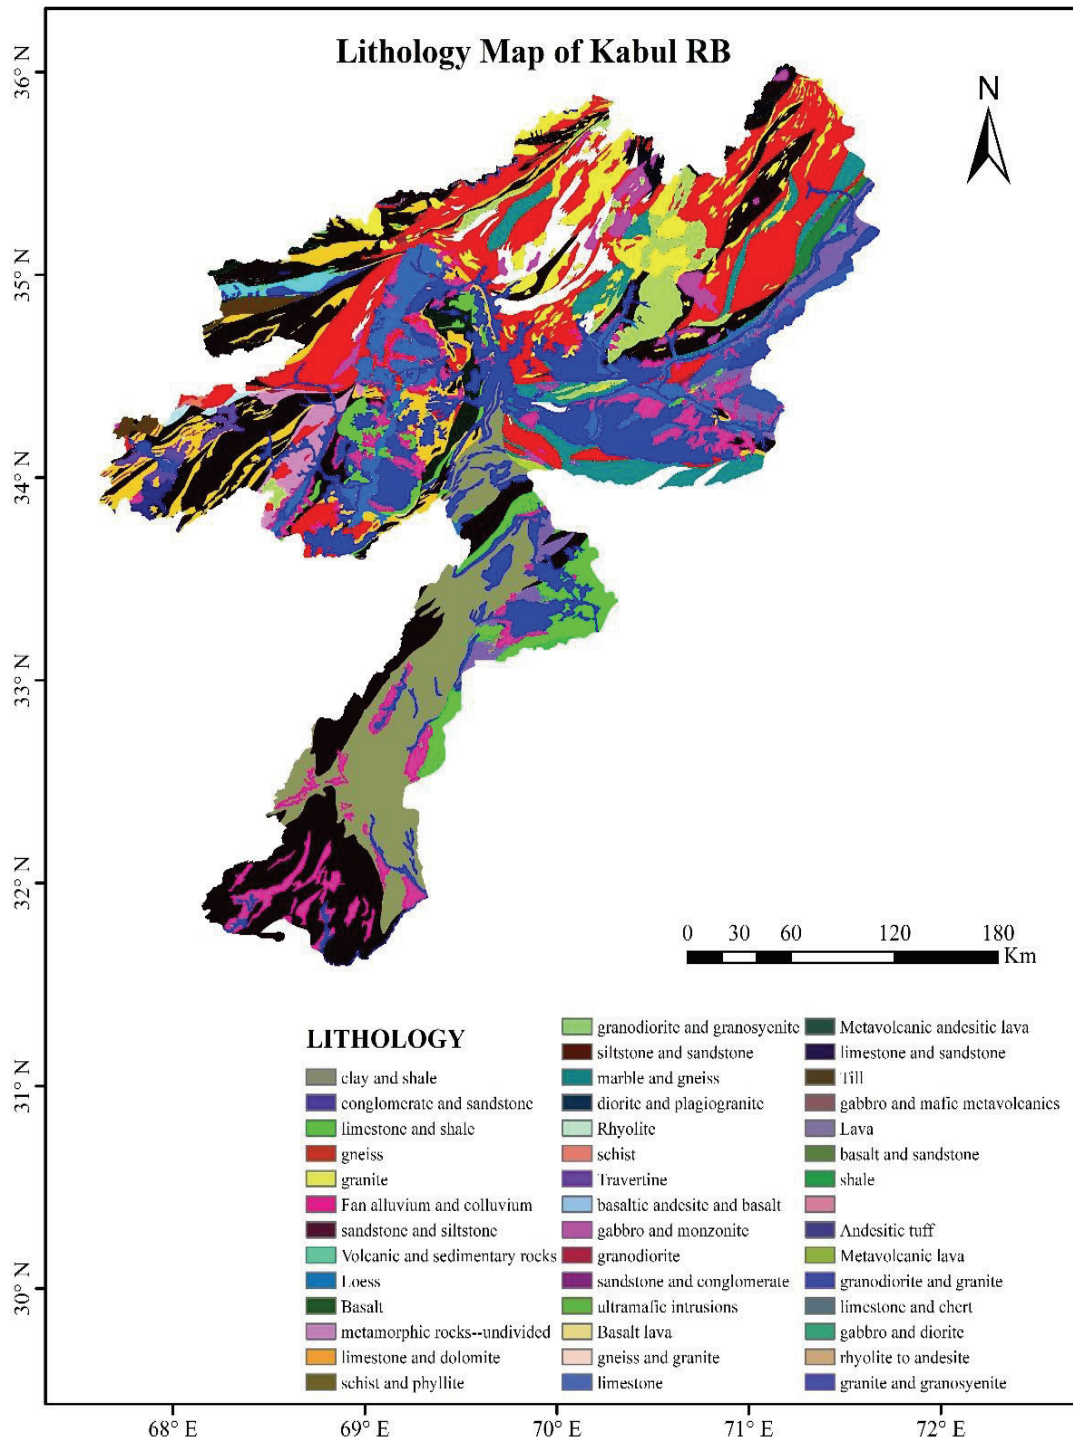 Lithology Map of Kabul RB
N
36° N
35° N
34° N
33° N
32° N
31° N
30° N
0 30 60 120 180
Km
LITHOLOGY
clay and shale
conglomerate and sandstone
limestone and shale
gneiss
granite
Fan alluvium and colluvium
sandstone and siltstone
Volcanic and sedimentary rocks
Loess
Basalt
metamorphic rocks--undivided
limestone and dolomite
schist and phyllite
granodiorite and granosyenite
siltstone and sandstone
marble and gneiss
diorite and plagiogranite
Rhyolite
schist
Travertine
basaltic andesite and basalt
gabbro and monzonite
granodiorite
sandstone and conglomerate
ultramafic intrusions
Basalt lava
gneiss and granite
limestone
Metavolcanic andesitic lava
limestone and sandstone
Till
gabbro and mafic metavolcanics
Lava
basalt and sandstone
shale
Andesitic tuff
Metavolcanic lava
granodiorite and granite
limestone and chert
gabbro and diorite
rhyolite to andesite
granite and granosyenite
68° E 69° E 70° E 71° E 72° E